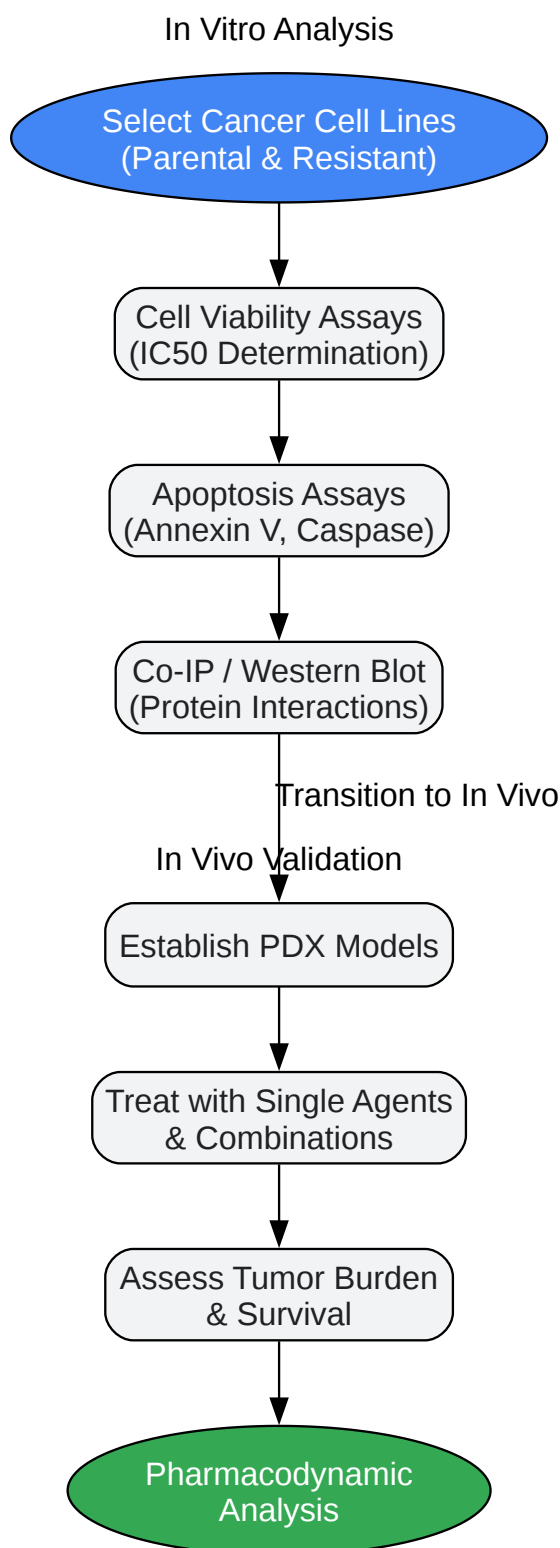 In Vitro Analysis
Select Cancer Cell Lines
(Parental & Resistant)
Cell Viability Assays
(IC50 Determination)
Apoptosis Assays
(Annexin V, Caspase)
Co-IP / Western Blot
(Protein Interactions)
Transition to In Vivo
In Vivo Validation
Establish PDX Models
Treat with Single Agents
& Combinations
Assess Tumor Burden
& Survival
Pharmacodynamic
Analysis